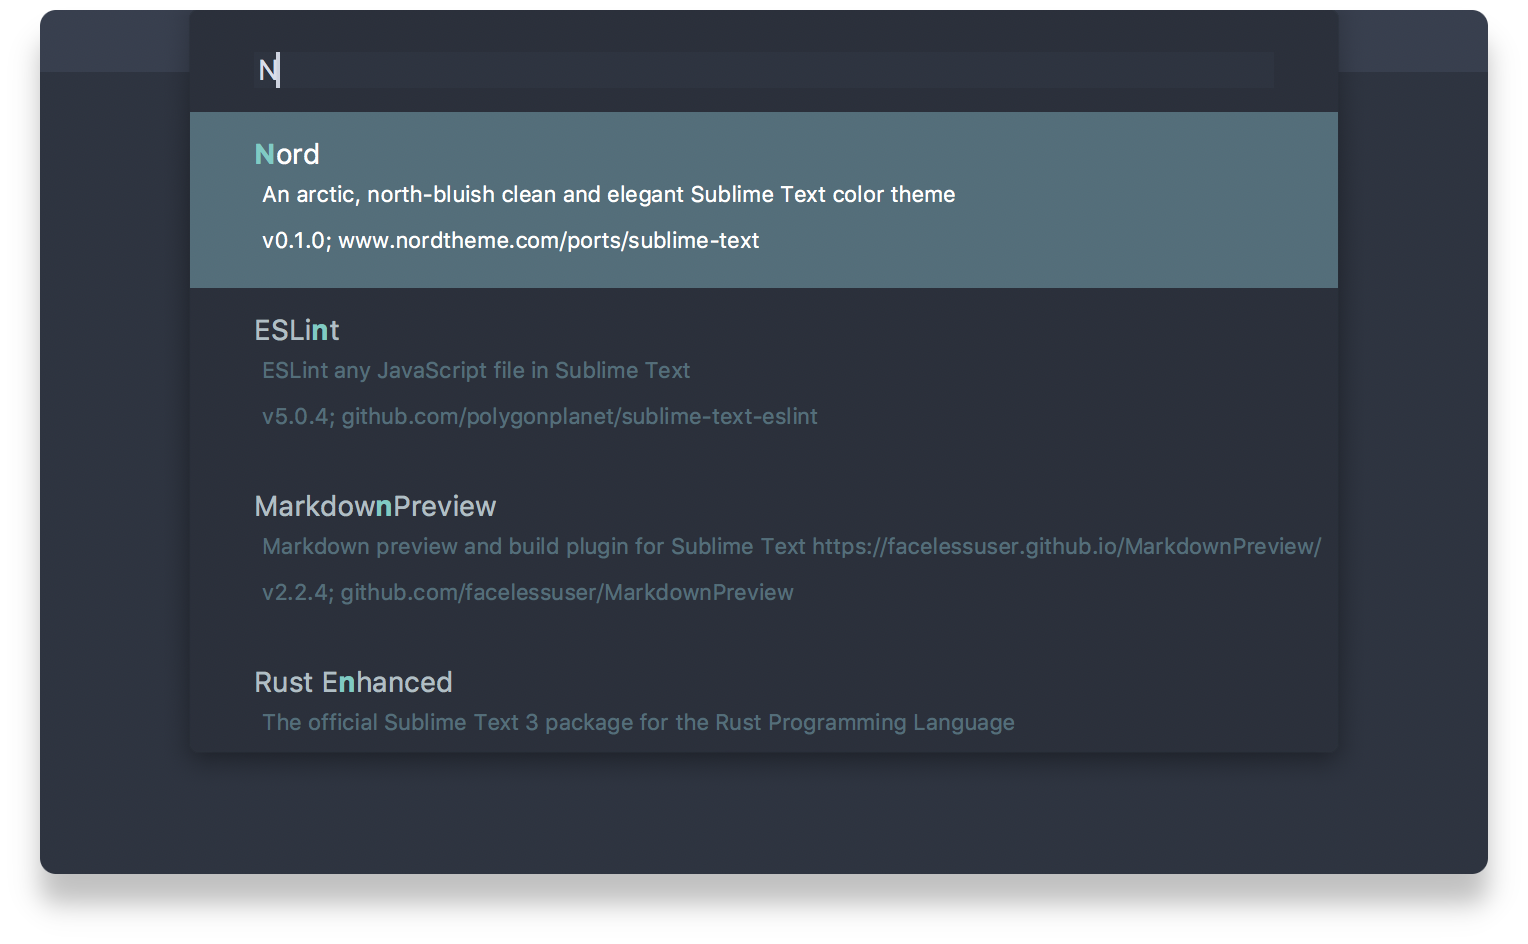 N
Nord
An arctic, north-bluish clean and elegant Sublime Text color theme
v0.1.0; www.nordtheme.com/ports/sublime-text
ESLint
ESLint any JavaScript file in Sublime Text
v5.0.4; github.com/polygonplanet/sublime-text-eslint
MarkdownPreview
Markdown preview and build plugin for Sublime Text https://facelessuser.github.io/MarkdownPreview/
v2.2.4; github.com/facelessuser/MarkdownPreview
Rust Enhanced
The official Sublime Text 3 package for the Rust Programming Language